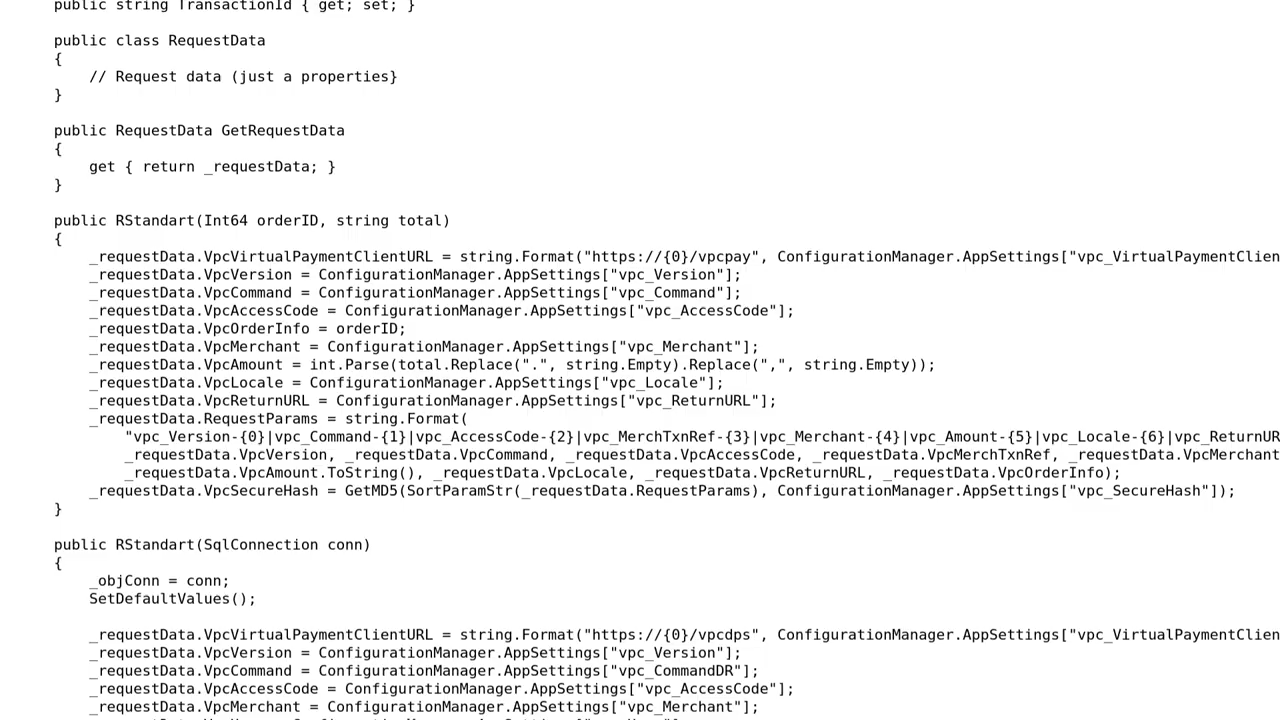 public string TransactionId { get; set; }
public class RequestData
{
// Request data (just a properties}
}
public RequestData GetRequestData
{
get { return _requestData; }
}
public RStandart(Int64 orderID, string total)
{
_requestData.VpcVirtualPaymentClientURL = string.Format("https://{0}/vpcpay", ConfigurationManager.AppSettings["vpc_VirtualPaymentClien
_requestData.VpcVersion = ConfigurationManager.AppSettings["vpc_Version"];
_requestData.VpcCommand = ConfigurationManager.AppSettings["vpc_Command"];
_requestData.VpcAccessCode = ConfigurationManager.AppSettings["vpc_AccessCode"];
_requestData.VpcOrderInfo = orderID;
_requestData.VpcMerchant = ConfigurationManager.AppSettings["vpc_Merchant"];
_requestData.VpcAmount = int.Parse(total.Replace(".", string.Empty).Replace(",", string.Empty));
_requestData.VpcLocale = ConfigurationManager.AppSettings["vpc_Locale"];
_requestData.VpcReturnURL = ConfigurationManager.AppSettings["vpc_ReturnURL"];
_requestData.RequestParams = string.Format(
"vpc_Version-{0}|vpc_Command-{1}|vpc_AccessCode-{2}|vpc_MerchTxnRef-{3}|vpc_Merchant-{4}|vpc_Amount-{5}|vpc_Locale-{6}|vpc_ReturnUR
_requestData.VpcVersion, _requestData.VpcCommand, _requestData.VpcAccessCode, _requestData.VpcMerchTxnRef, _requestData.VpcMerchant
_requestData.VpcAmount.ToString(), _requestData.VpcLocale, _requestData.VpcReturnURL, _requestData.VpcOrderInfo);
_requestData.VpcSecureHash = GetMD5(SortParamStr(_requestData.RequestParams), ConfigurationManager.AppSettings["vpc_SecureHash"]);
}
public RStandart(SqlConnection conn)
{
_objConn = conn;
SetDefaultValues();
_requestData.VpcVirtualPaymentClientURL = string.Format("https://{0}/vpcdps", ConfigurationManager.AppSettings["vpc_VirtualPaymentClien
_requestData.VpcVersion = ConfigurationManager.AppSettings["vpc_Version"];
_requestData.VpcCommand = ConfigurationManager.AppSettings["vpc_CommandDR"];
_requestData.VpcAccessCode = ConfigurationManager.AppSettings["vpc_AccessCode"];
_requestData.VpcMerchant = ConfigurationManager.AppSettings["vpc_Merchant"];